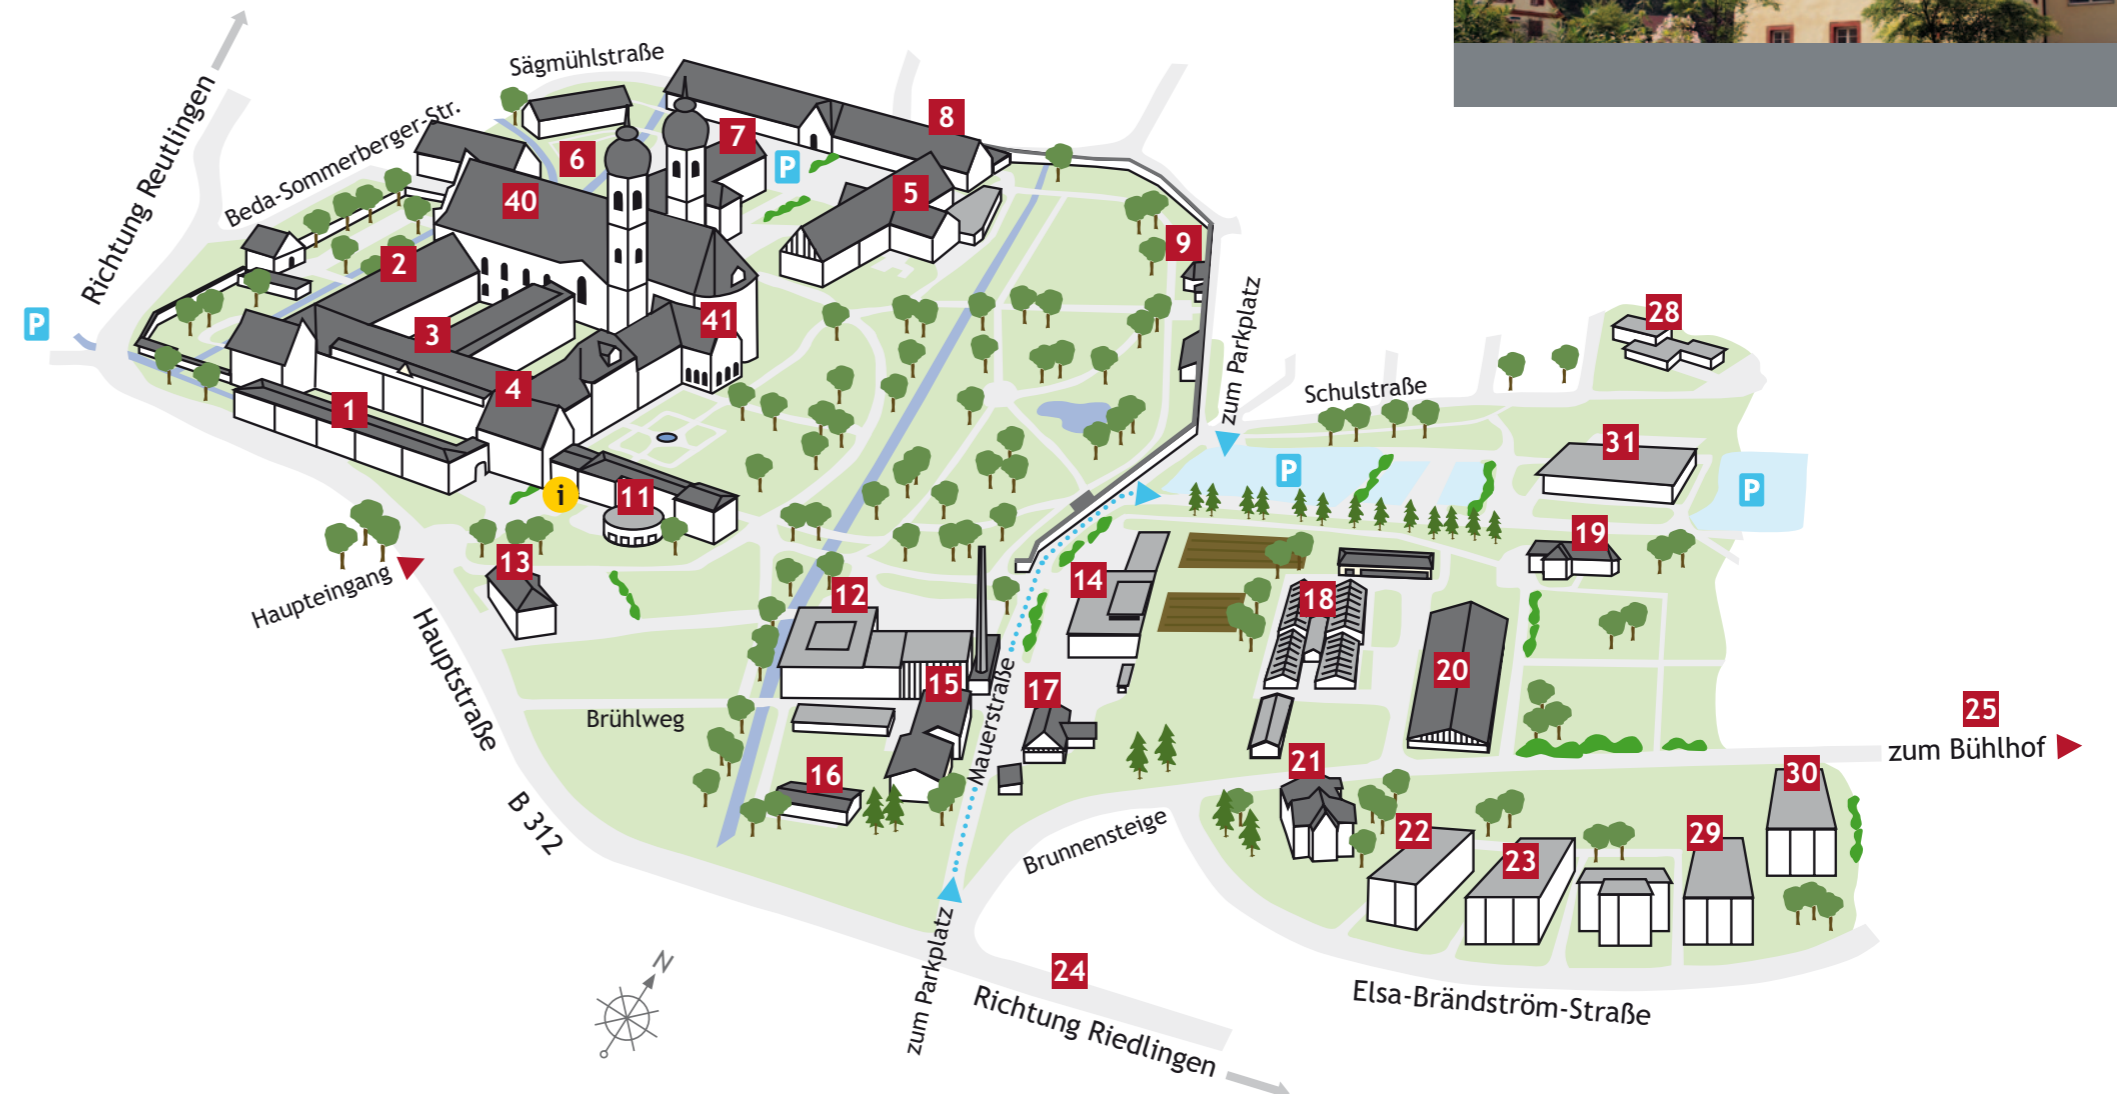 Sägmühlstraße
Richtung Reutlingen
Beda-Sommerberger-Str.
8
7
P
6
40
5
2
9
3
41
P
4
1
zum Parkplatz
28
Schulstraße
31
P
P
i
11
13
Haupteingang
Hauptstraße
12
14
19
18
20
15
17
Mauerstraße
Brühlweg
16
B 312
21
25
zum Bühlhof
30
22
23
29
Brunnensteige
zum Parkplatz
24
Richtung Riedlingen
Elsa-Brändström-Straße
N